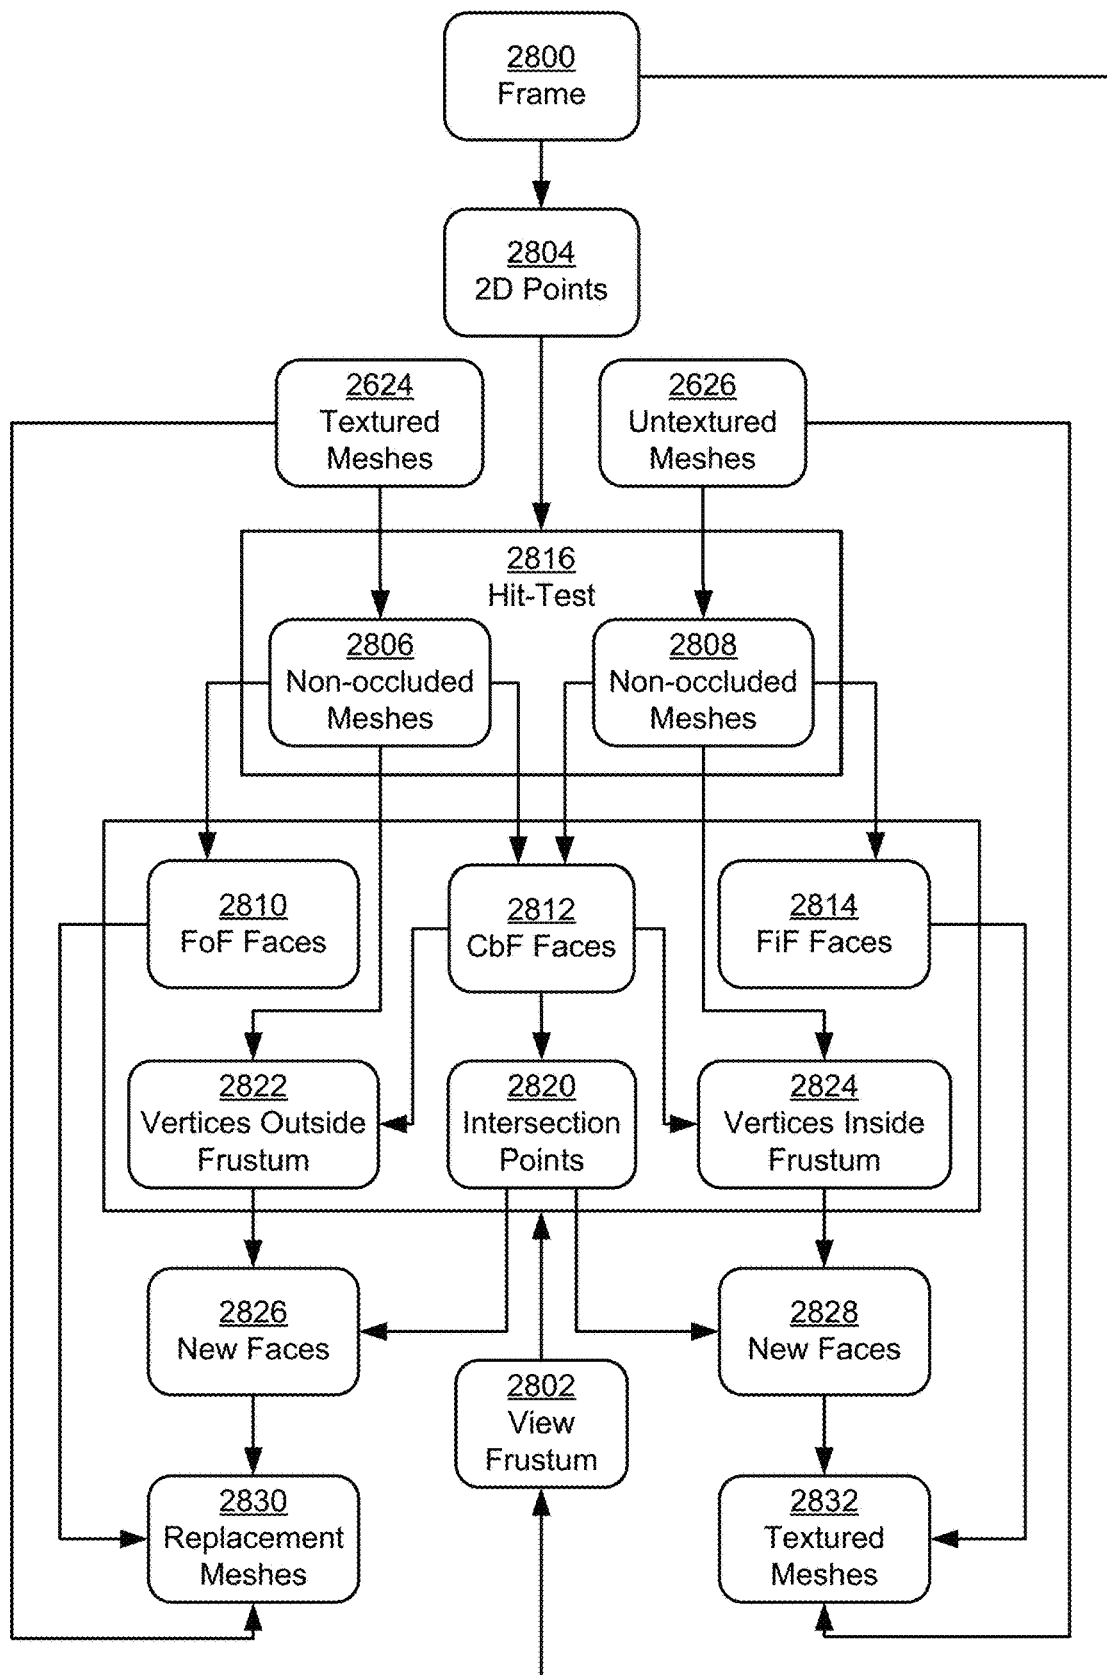 2800
Frame
2804
2D Points
2624
Textured
Meshes
2626
Untextured
Meshes
2816
Hit-Test
2806
Non-occluded
Meshes
2808
Non-occluded
Meshes
2810
FoF Faces
2812
CbF Faces
2814
FiF Faces
2822
Vertices Outside
Frustum
2820
Intersection
Points
2824
Vertices Inside
Frustum
2826
New Faces
2828
New Faces
2802
View
Frustum
2830
Replacement
Meshes
2832
Textured
Meshes